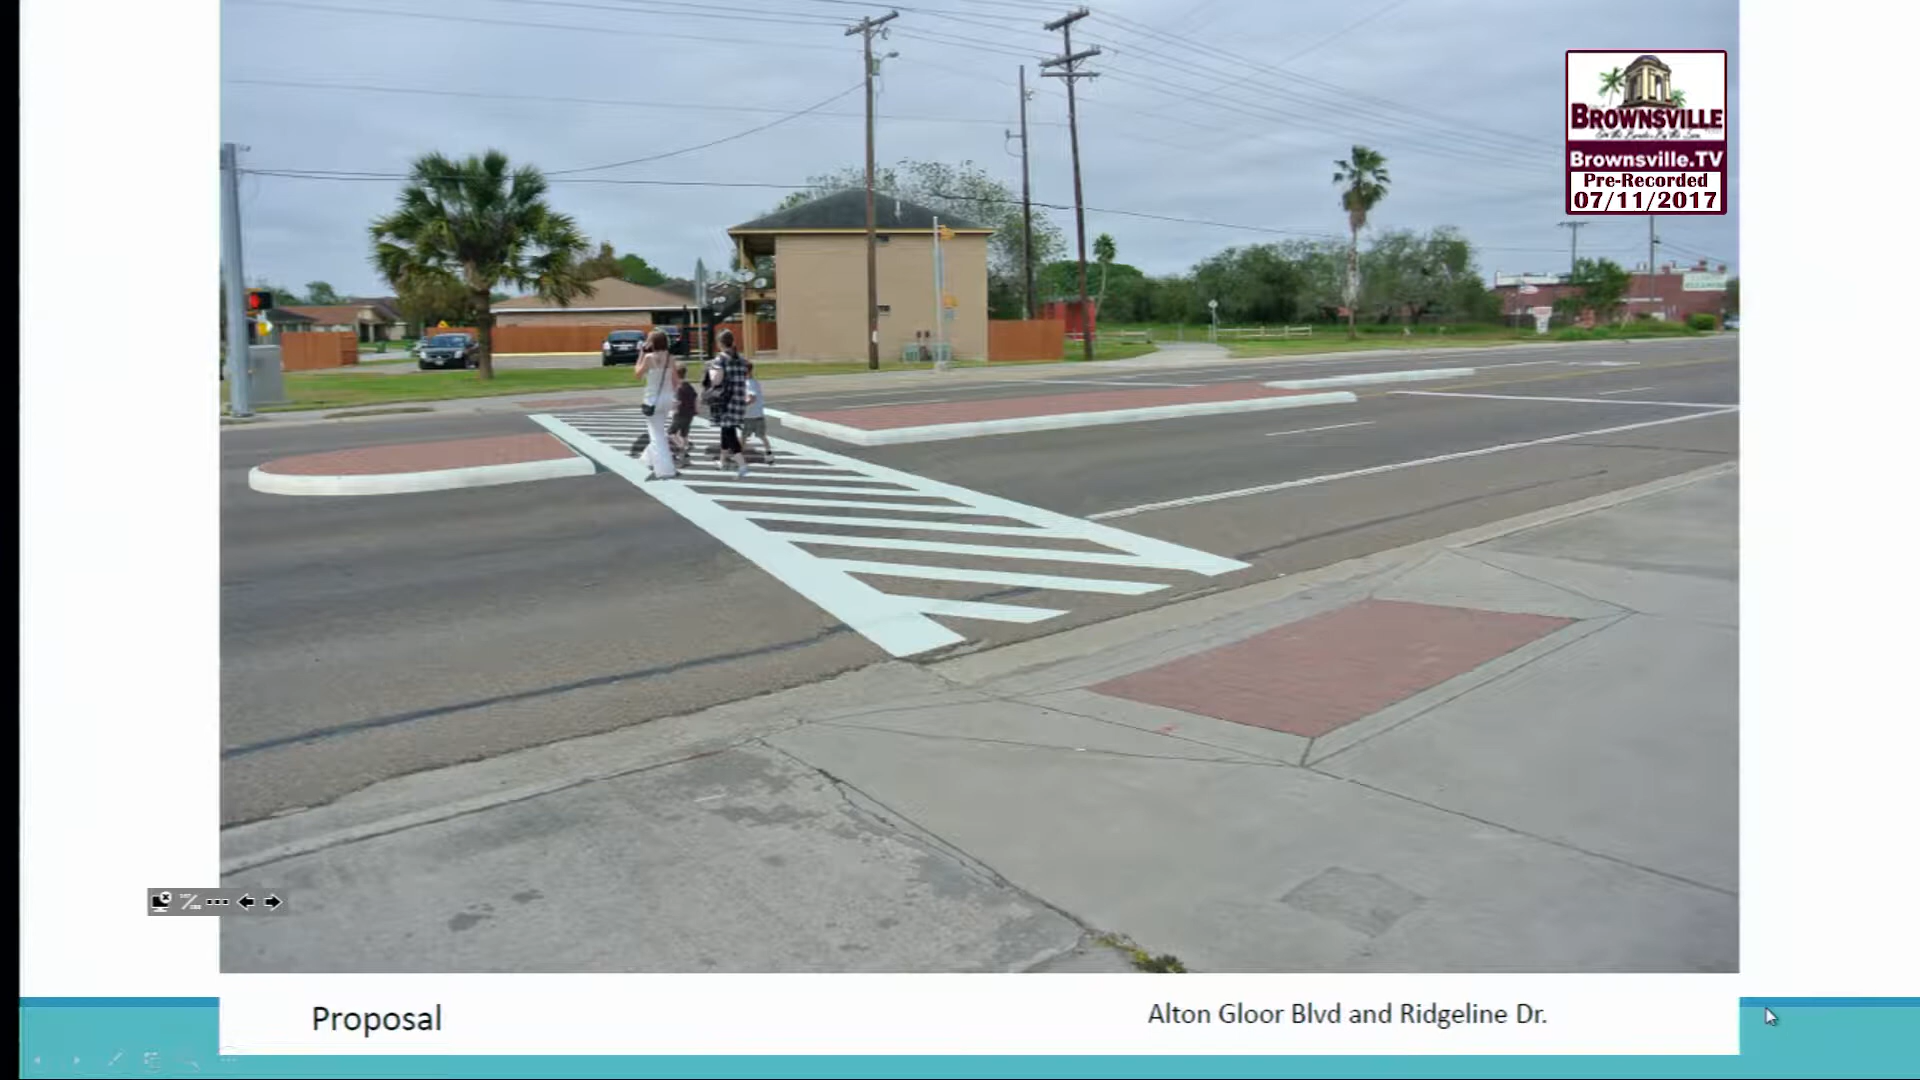 BROWNSVILLE
Brownsville.TV
Pre-Recorded
07/11/2017
Proposal
Alton Gloor Blvd and Ridgeline Dr.